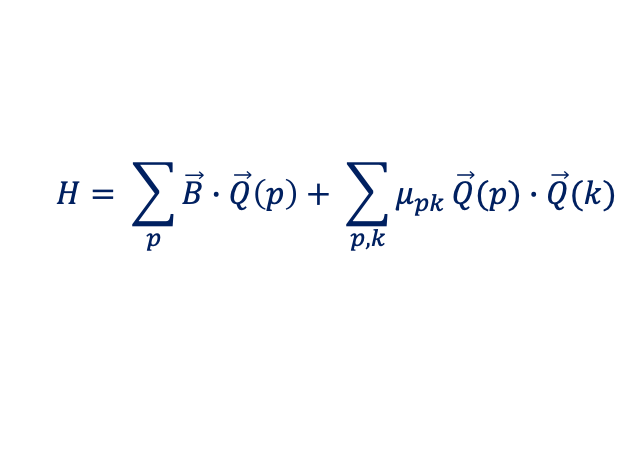 H = ∑_p B⃗ · Q⃗(p) + ∑_{p,k} μ_{pk} Q⃗(p) · Q⃗(k)